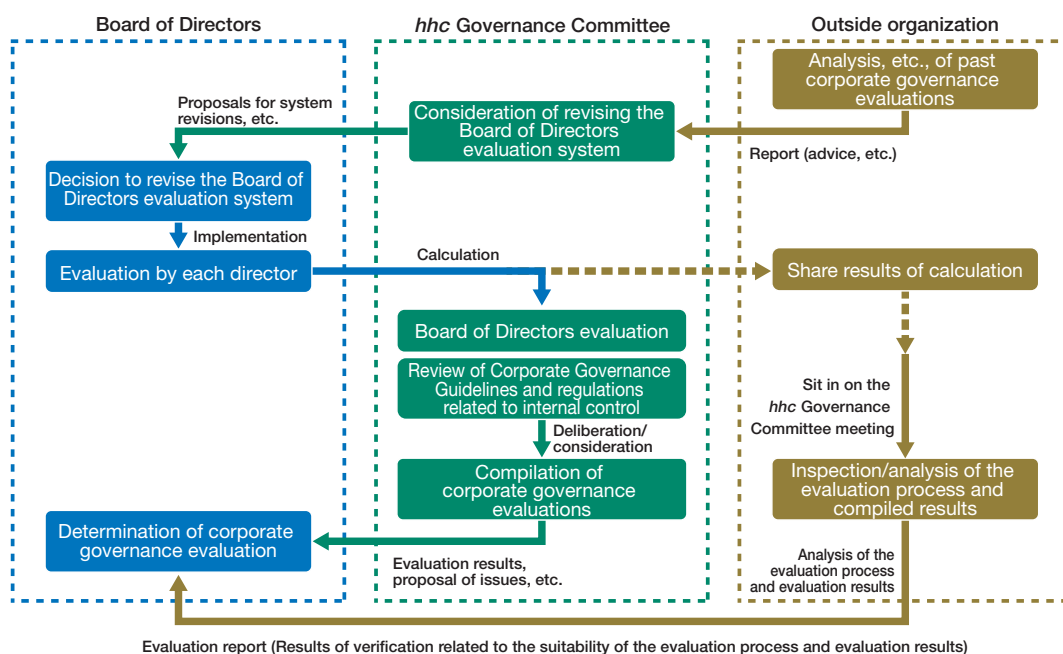 Board of Directors
hhc Governance Committee
Outside organization
Analysis, etc., of past
corporate governance
evaluations
Report (advice, etc.)
Consideration of revising the
Board of Directors
evaluation system
Proposals for system
revisions, etc.
Decision to revise the Board of
Directors evaluation system
Implementation
Evaluation by each director
Calculation
Share results of calculation
Board of Directors evaluation
Review of Corporate Governance
Guidelines and regulations
related to internal control
Deliberation/
consideration
Sit in on the
hhc Governance
Committee meeting
Compilation of
corporate governance
evaluations
Inspection/analysis of the
evaluation process and
compiled results
Determination of corporate
governance evaluation
Evaluation results,
proposal of issues, etc.
Analysis of the
evaluation process
and evaluation results
Evaluation report (Results of verification related to the suitability of the evaluation process and evaluation results)